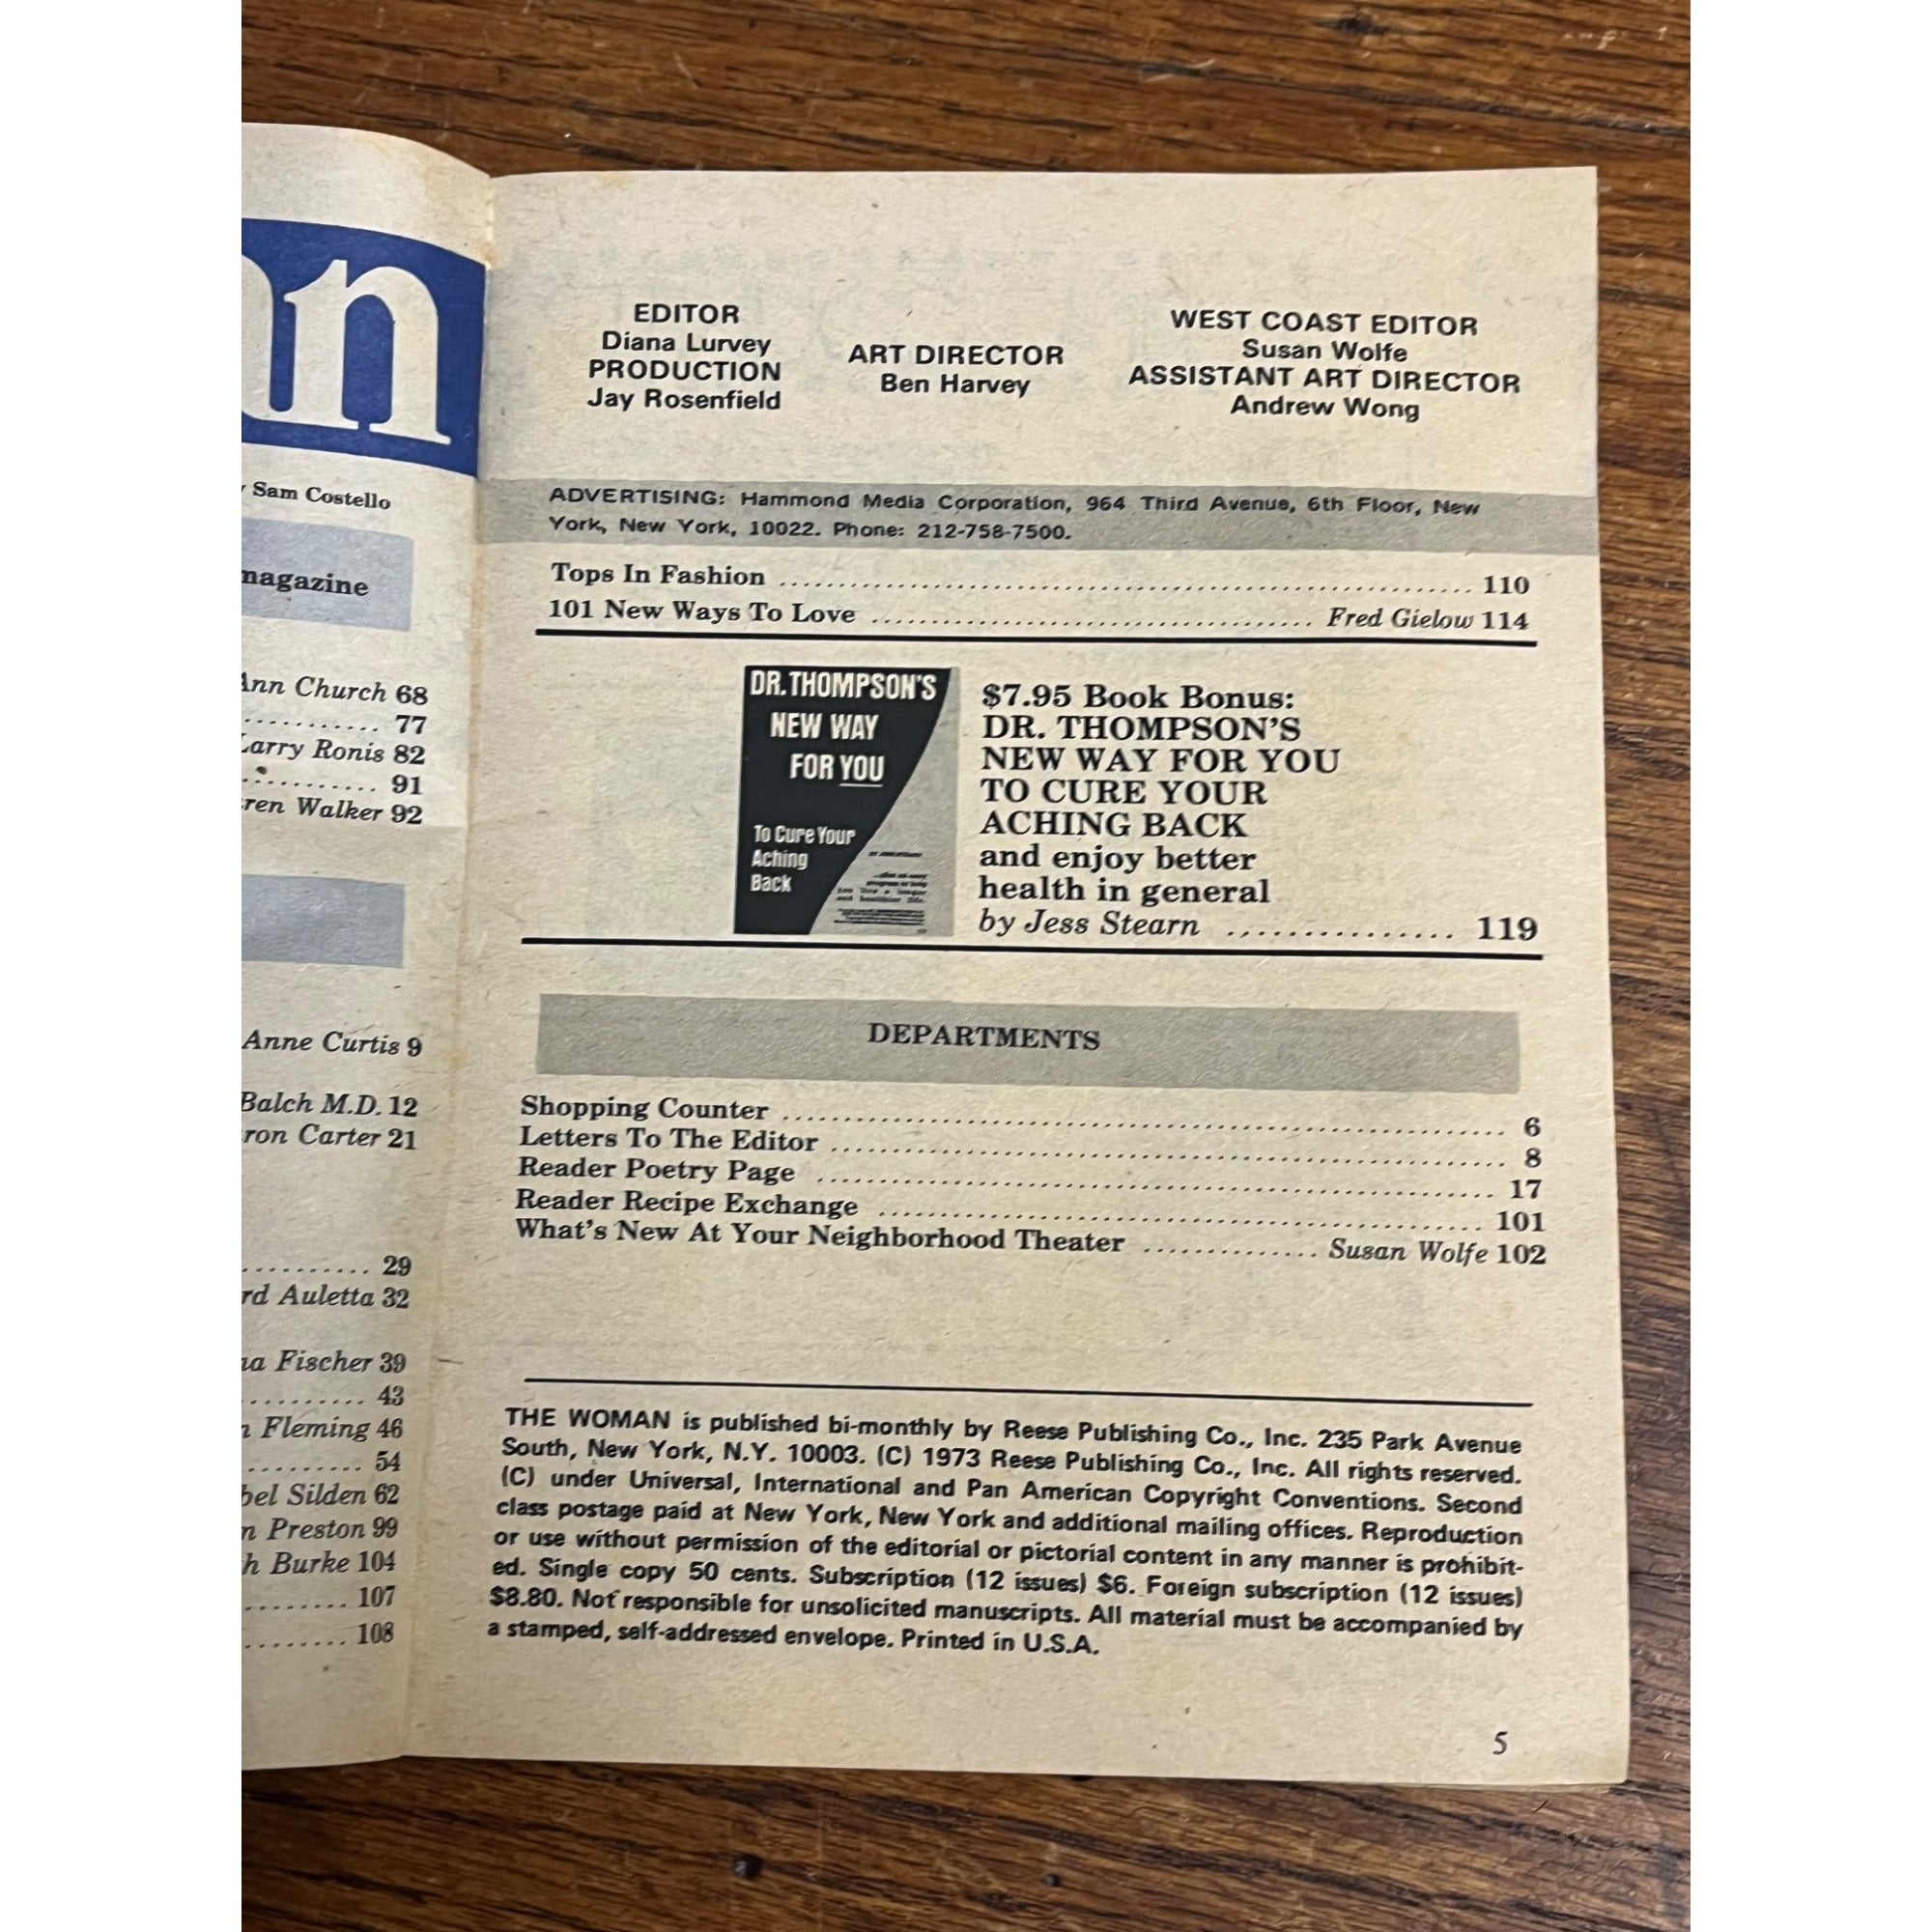 an
Sam Costello
magazine
Ann Church 68
........... 77
Larry Ronis 82
........... 91
ren Walker 92
Anne Curtis 9
Balch M.D. 12
ron Carter 21
........... 29
rd Auletta 32
na Fischer 39
........... 43
n Fleming 46
........... 54
bel Silden 62
n Preston 99
h Burke 104
......... 107
......... 108
EDITOR
Diana Lurvey
PRODUCTION
Jay Rosenfield
ART DIRECTOR
Ben Harvey
WEST COAST EDITOR
Susan Wolfe
ASSISTANT ART DIRECTOR
Andrew Wong
ADVERTISING: Hammond Media Corporation, 964 Third Avenue, 6th Floor, New
York, New York, 10022. Phone: 212-758-7500.
Tops In Fashion ........................................ 110
101 New Ways To Love .............................. Fred Gielow 114
DR. THOMPSON'S
NEW WAY
FOR YOU
To Cure Your
Aching
Back
$7.95 Book Bonus:
DR. THOMPSON'S
NEW WAY FOR YOU
TO CURE YOUR
ACHING BACK
and enjoy better
health in general
by Jess Stearn ............... 119
DEPARTMENTS
Shopping Counter ........................................ 6
Letters To The Editor ........................................ 8
Reader Poetry Page ........................................ 17
Reader Recipe Exchange ........................................ 101
What's New At Your Neighborhood Theater .............. Susan Wolfe 102
THE WOMAN is published bi-monthly by Reese Publishing Co., Inc. 235 Park Avenue
South, New York, N.Y. 10003. (C) 1973 Reese Publishing Co., Inc. All rights reserved.
(C) under Universal, International and Pan American Copyright Conventions. Second
class postage paid at New York, New York and additional mailing offices. Reproduction
or use without permission of the editorial or pictorial content in any manner is prohibit-
ed. Single copy 50 cents. Subscription (12 issues) $6. Foreign subscription (12 issues)
$8.80. Not responsible for unsolicited manuscripts. All material must be accompanied by
a stamped, self-addressed envelope. Printed in U.S.A.
5